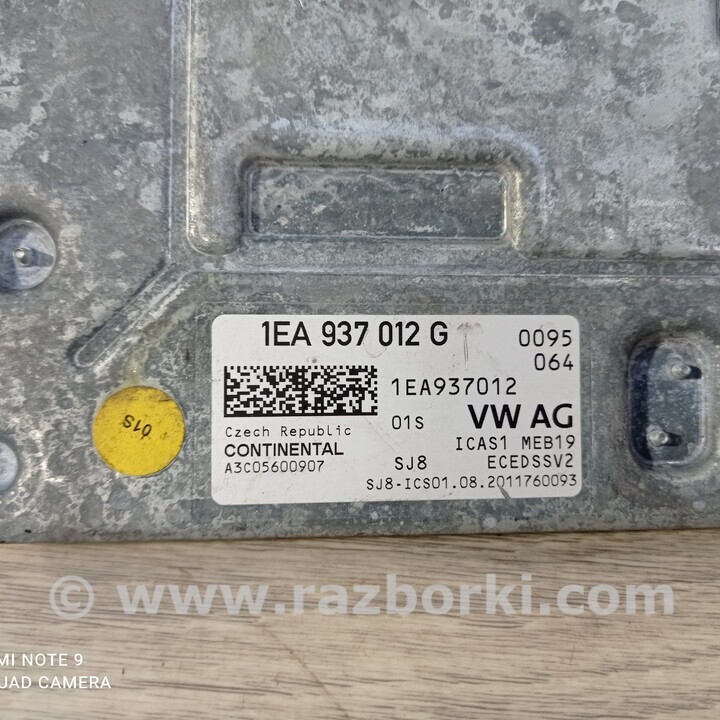 1EA 937 012 G
0095
064
1EA937012
01S
VW AG
Czech Republic
CONTINENTAL
A3C05600907
ICAS1 MEB19
SJ8
ECEDSSV2
SJ8-ICS01.08.2011760093
01S
© www.razborki.com
MI NOTE 9
UAD CAMERA